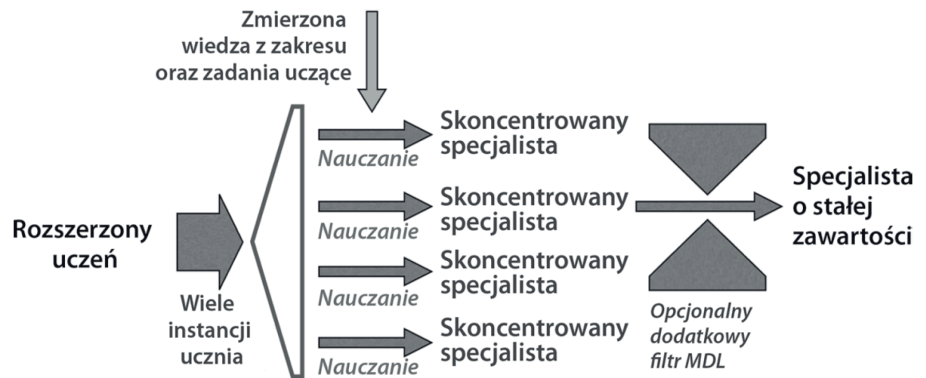 Zmierzona
wiedza z zakresu
oraz zadania uczące
Rozszerzony
uczeń
Wiele
instancji
ucznia
Nauczanie
Skoncentrowany
specjalista
Nauczanie
Skoncentrowany
specjalista
Nauczanie
Skoncentrowany
specjalista
Nauczanie
Skoncentrowany
specjalista
Opcjonalny
dodatkowy
filtr MDL
Specjalista
o stałej
zawartości